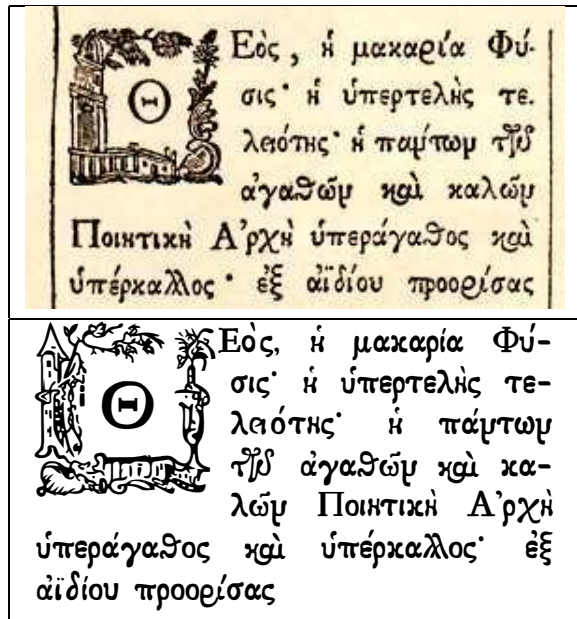 ΘΕὸς, ἡ μακαρία Φύ-
σις· ἡ ὑπερτελὴς τε-
λειότης· ἡ πάντων τῶν
ἀγαθῶν καὶ καλῶν
Ποιητικὴ Ἀρχὴ ὑπεράγαθος καὶ
ὑπέρκαλλος· ἐξ ἀϊδίου προορίσας
ΘΕὸς, ἡ μακαρία Φύ-
σις· ἡ ὑπερτελὴς τε-
λειότης· ἡ πάντων
τῶν ἀγαθῶν καὶ κα-
λῶν Ποιητικὴ Ἀρχὴ
ὑπεράγαθος καὶ ὑπέρκαλλος· ἐξ
ἀϊδίου προορίσας